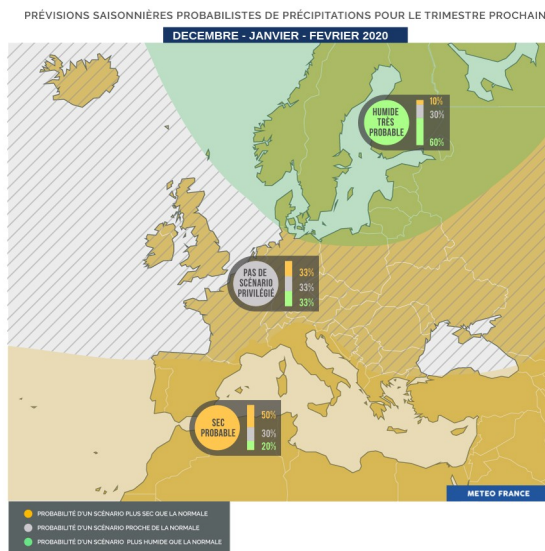 PRÉVISIONS SAISONNIÈRES PROBABILISTES DE PRÉCIPITATIONS POUR LE TRIMESTRE PROCHAIN
DECEMBRE - JANVIER - FEVRIER 2020
HUMIDE
TRÈS
PROBABLE
10%
30%
60%
PAS DE
SCÉNARIO
PRIVILÉGIÉ
33%
33%
33%
SEC
PROBABLE
50%
30%
20%
METEO FRANCE
PROBABILITÉ D'UN SCÉNARIO PLUS SEC QUE LA NORMALE
PROBABILITÉ D'UN SCÉNARIO PROCHE DE LA NORMALE
PROBABILITÉ D'UN SCÉNARIO PLUS HUMIDE QUE LA NORMALE